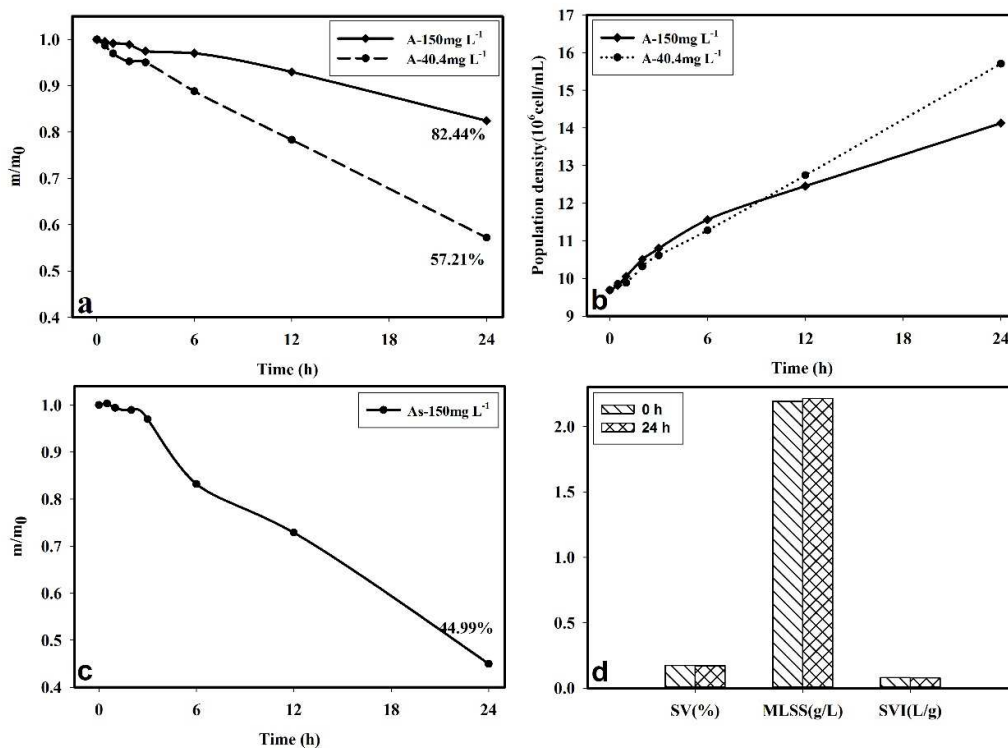 A-150mg L⁻¹
A-40.4mg L⁻¹
1.0
0.9
0.8
0.7
0.6
0.5
0.4
m/m₀
82.44%
57.21%
a
0 6 12 18 24
Time (h)
A-150mg L⁻¹
A-40.4mg L⁻¹
17
16
15
14
13
12
11
10
9
Population density(10⁶cell/mL)
b
0 6 12 18 24
Time (h)
As-150mg L⁻¹
1.0
0.9
0.8
0.7
0.6
0.5
0.4
m/m₀
44.99%
c
0 6 12 18 24
Time (h)
0 h
24 h
2.0
1.5
1.0
0.5
0.0
d
SV(%) MLSS(g/L) SVI(L/g)